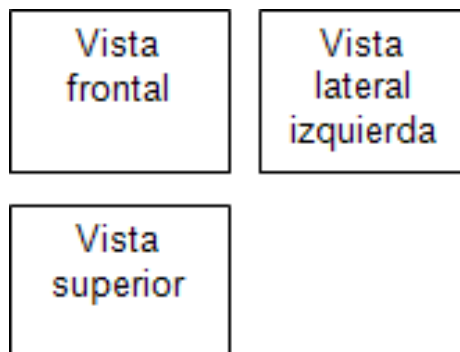 Vista
frontal
Vista
lateral
izquierda
Vista
superior